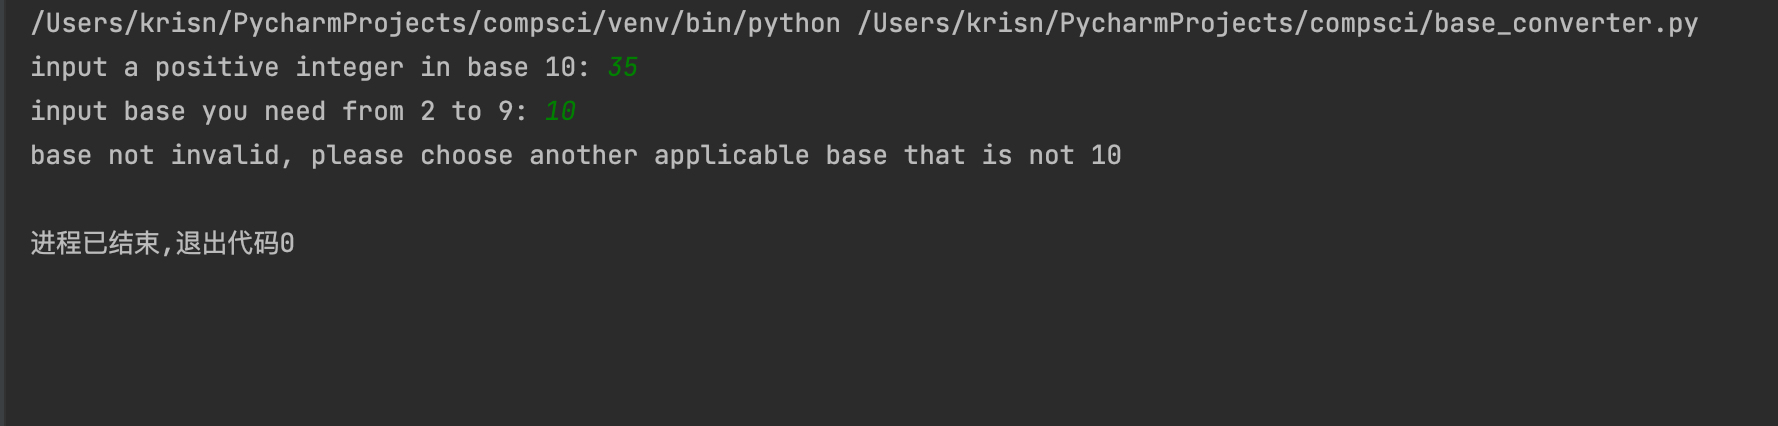 /Users/krisn/PycharmProjects/compsci/venv/bin/python /Users/krisn/PycharmProjects/compsci/base_converter.py
input a positive integer in base 10: 35
input base you need from 2 to 9: 10
base not invalid, please choose another applicable base that is not 10
进程已结束,退出代码0